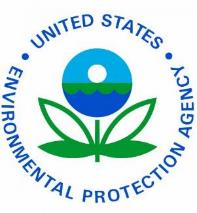 UNITED STATES
ENVIRONMENTAL PROTECTION AGENCY